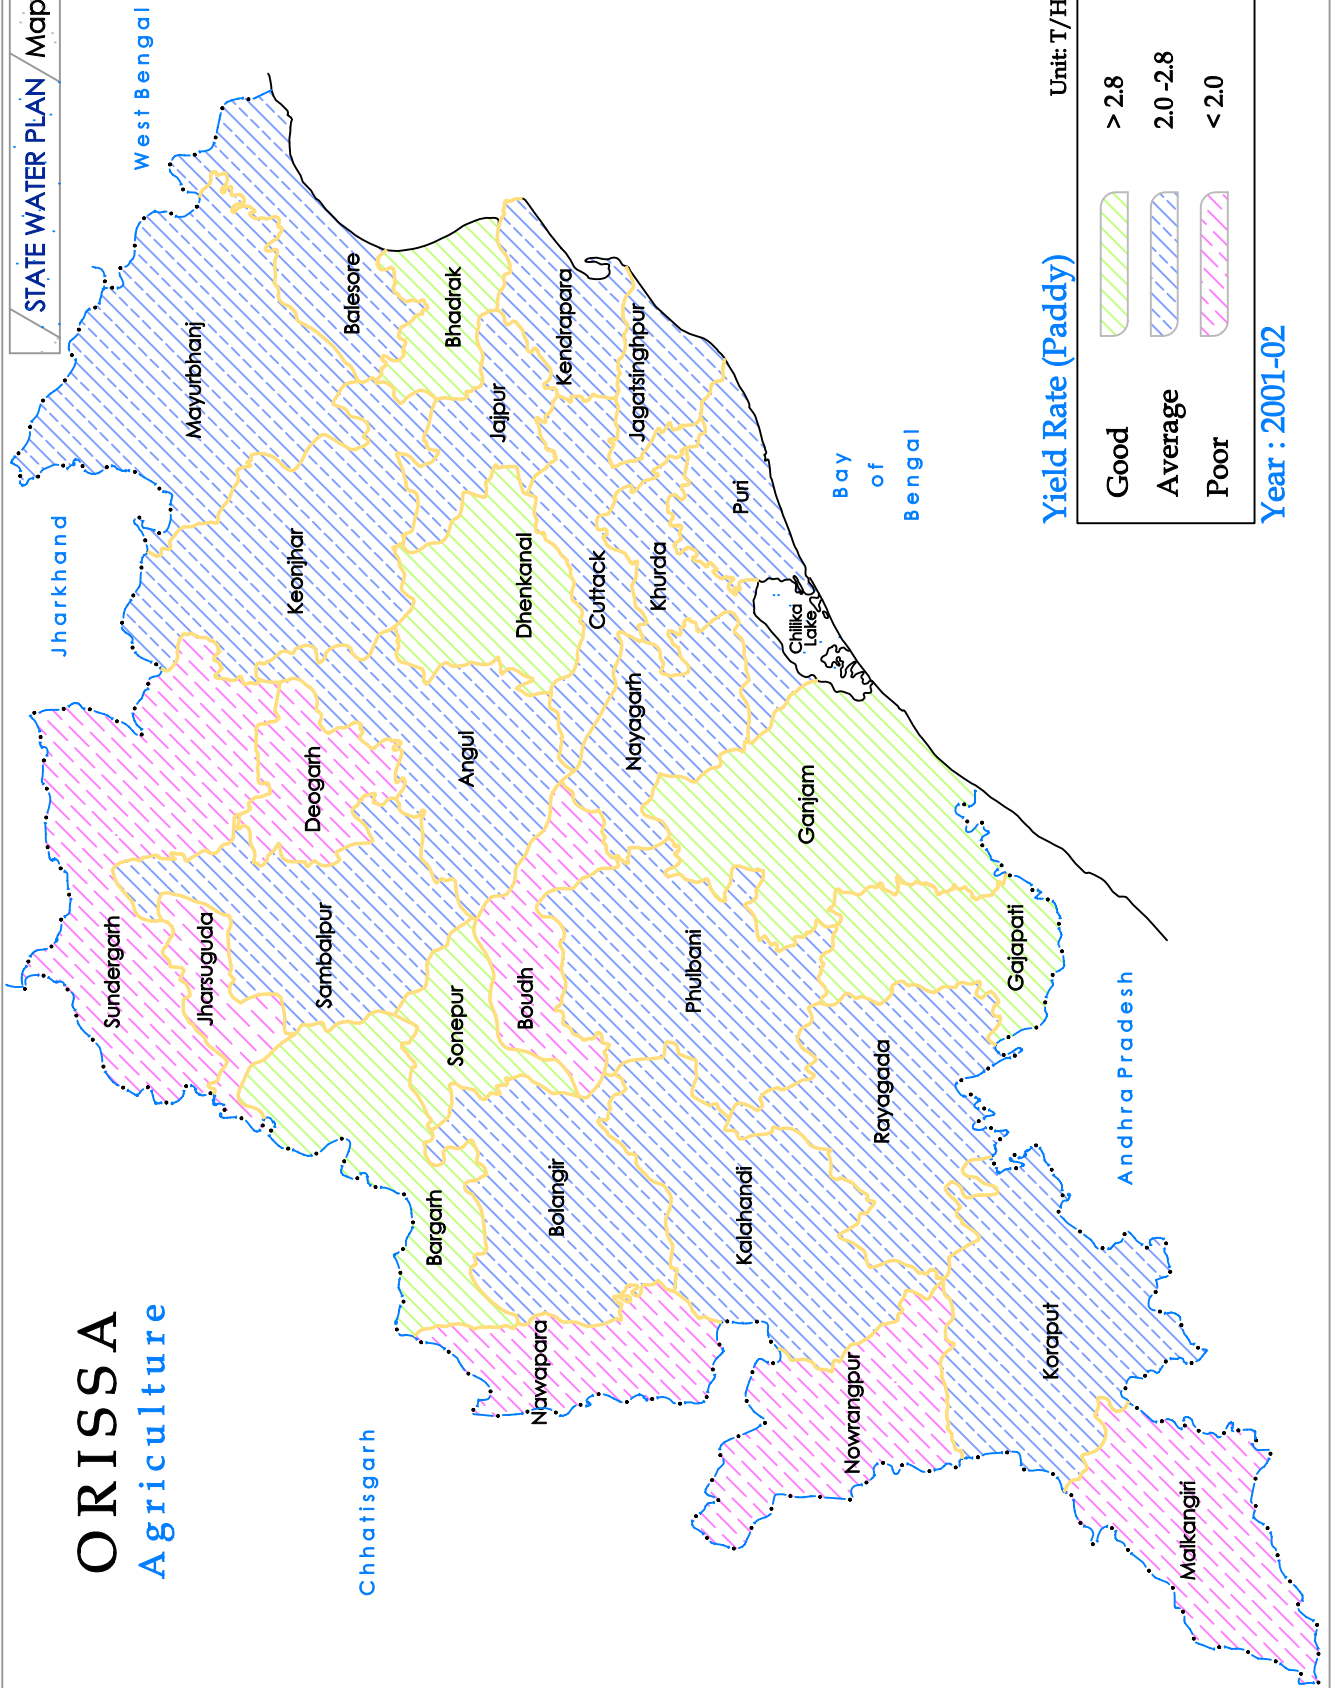 ORISSA
Agriculture
STATE WATER PLAN
Map
Chhatisgarh
Jharkhand
West Bengal
Sundergarh
Jharsuguda
Sambalpur
Deogarh
Keonjhar
Mayurbhanj
Balesore
Bhadrak
Bargarh
Sonepur
Boudh
Angul
Dhenkanal
Jajpur
Kendrapara
Jagatsinghpur
Nawapara
Bolangir
Cuttack
Nayagarh
Khurda
Puri
Kalahandi
Phulbani
Ganjam
Chilika
Lake
Nowrangpur
Rayagada
Gajapati
Koraput
Malkangiri
Bay
of
Bengal
Andhra Pradesh
Yield Rate (Paddy)
Unit: T/H
Good > 2.8
Average 2.0 -2.8
Poor < 2.0
Year : 2001-02